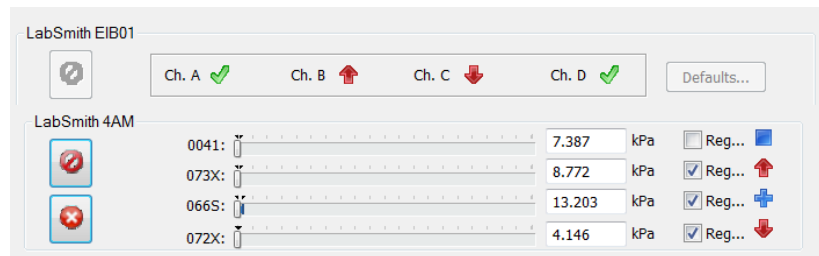 LabSmith EIB01
Ch. A Ch. B Ch. C Ch. D Defaults...
LabSmith 4AM
0041: 7.387 kPa Reg...
073X: 8.772 kPa Reg...
066S: 13.203 kPa Reg...
072X: 4.146 kPa Reg...